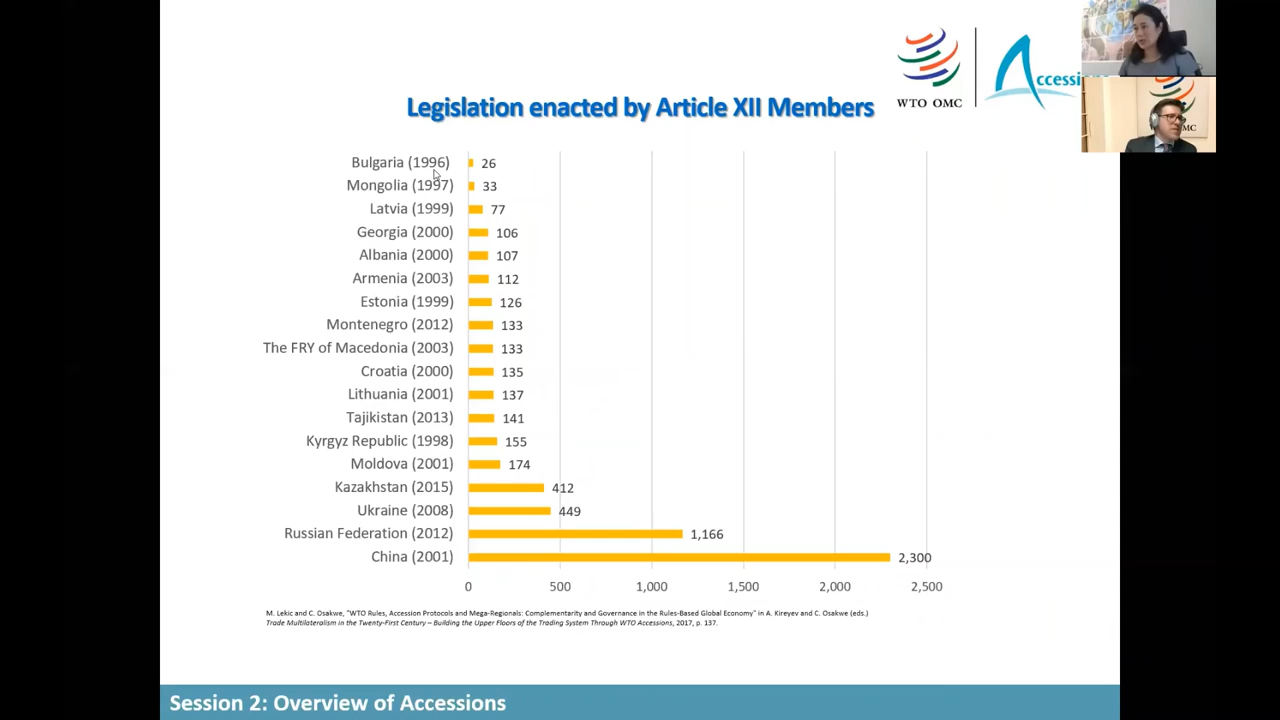 WTO OMC
Accessi
MC
Legislation enacted by Article XII Members
Bulgaria (1996) 26
Mongolia (1997) 33
Latvia (1999) 77
Georgia (2000) 106
Albania (2000) 107
Armenia (2003) 112
Estonia (1999) 126
Montenegro (2012) 133
The FRY of Macedonia (2003) 133
Croatia (2000) 135
Lithuania (2001) 137
Tajikistan (2013) 141
Kyrgyz Republic (1998) 155
Moldova (2001) 174
Kazakhstan (2015) 412
Ukraine (2008) 449
Russian Federation (2012) 1,166
China (2001) 2,300
0 500 1,000 1,500 2,000 2,500
M. Lekic and C. Osakwe, "WTO Rules, Accession Protocols and Mega-Regionals: Complementarity and Governance in the Rules-Based Global Economy" in A. Kireyev and C. Osakwe (eds.)
Trade Multilateralism in the Twenty-First Century – Building the Upper Floors of the Trading System Through WTO Accessions, 2017, p. 137.
Session 2: Overview of Accessions